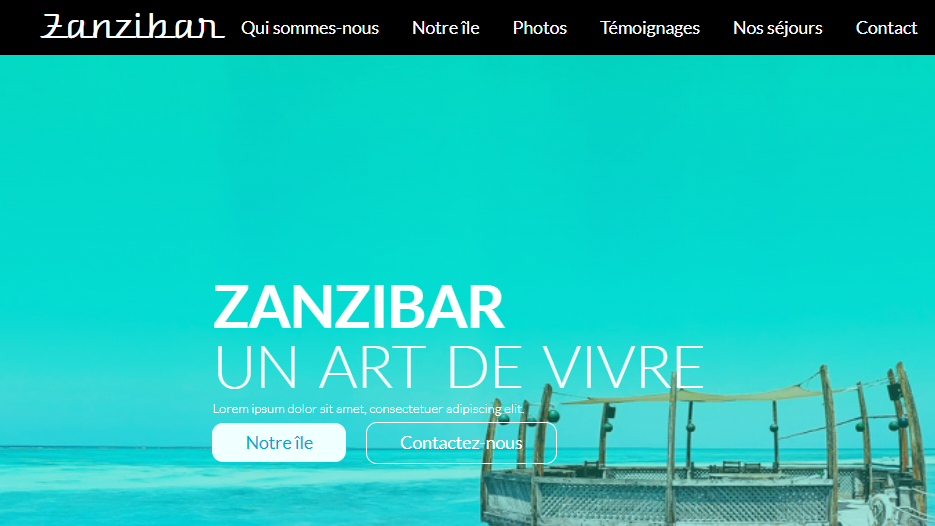 Zanzibar Qui sommes-nous Notre île Photos Témoignages Nos séjours Contact
ZANZIBAR
UN ART DE VIVRE
Lorem ipsum dolor sit amet, consectetuer adipiscing elit.
Notre île Contactez-nous